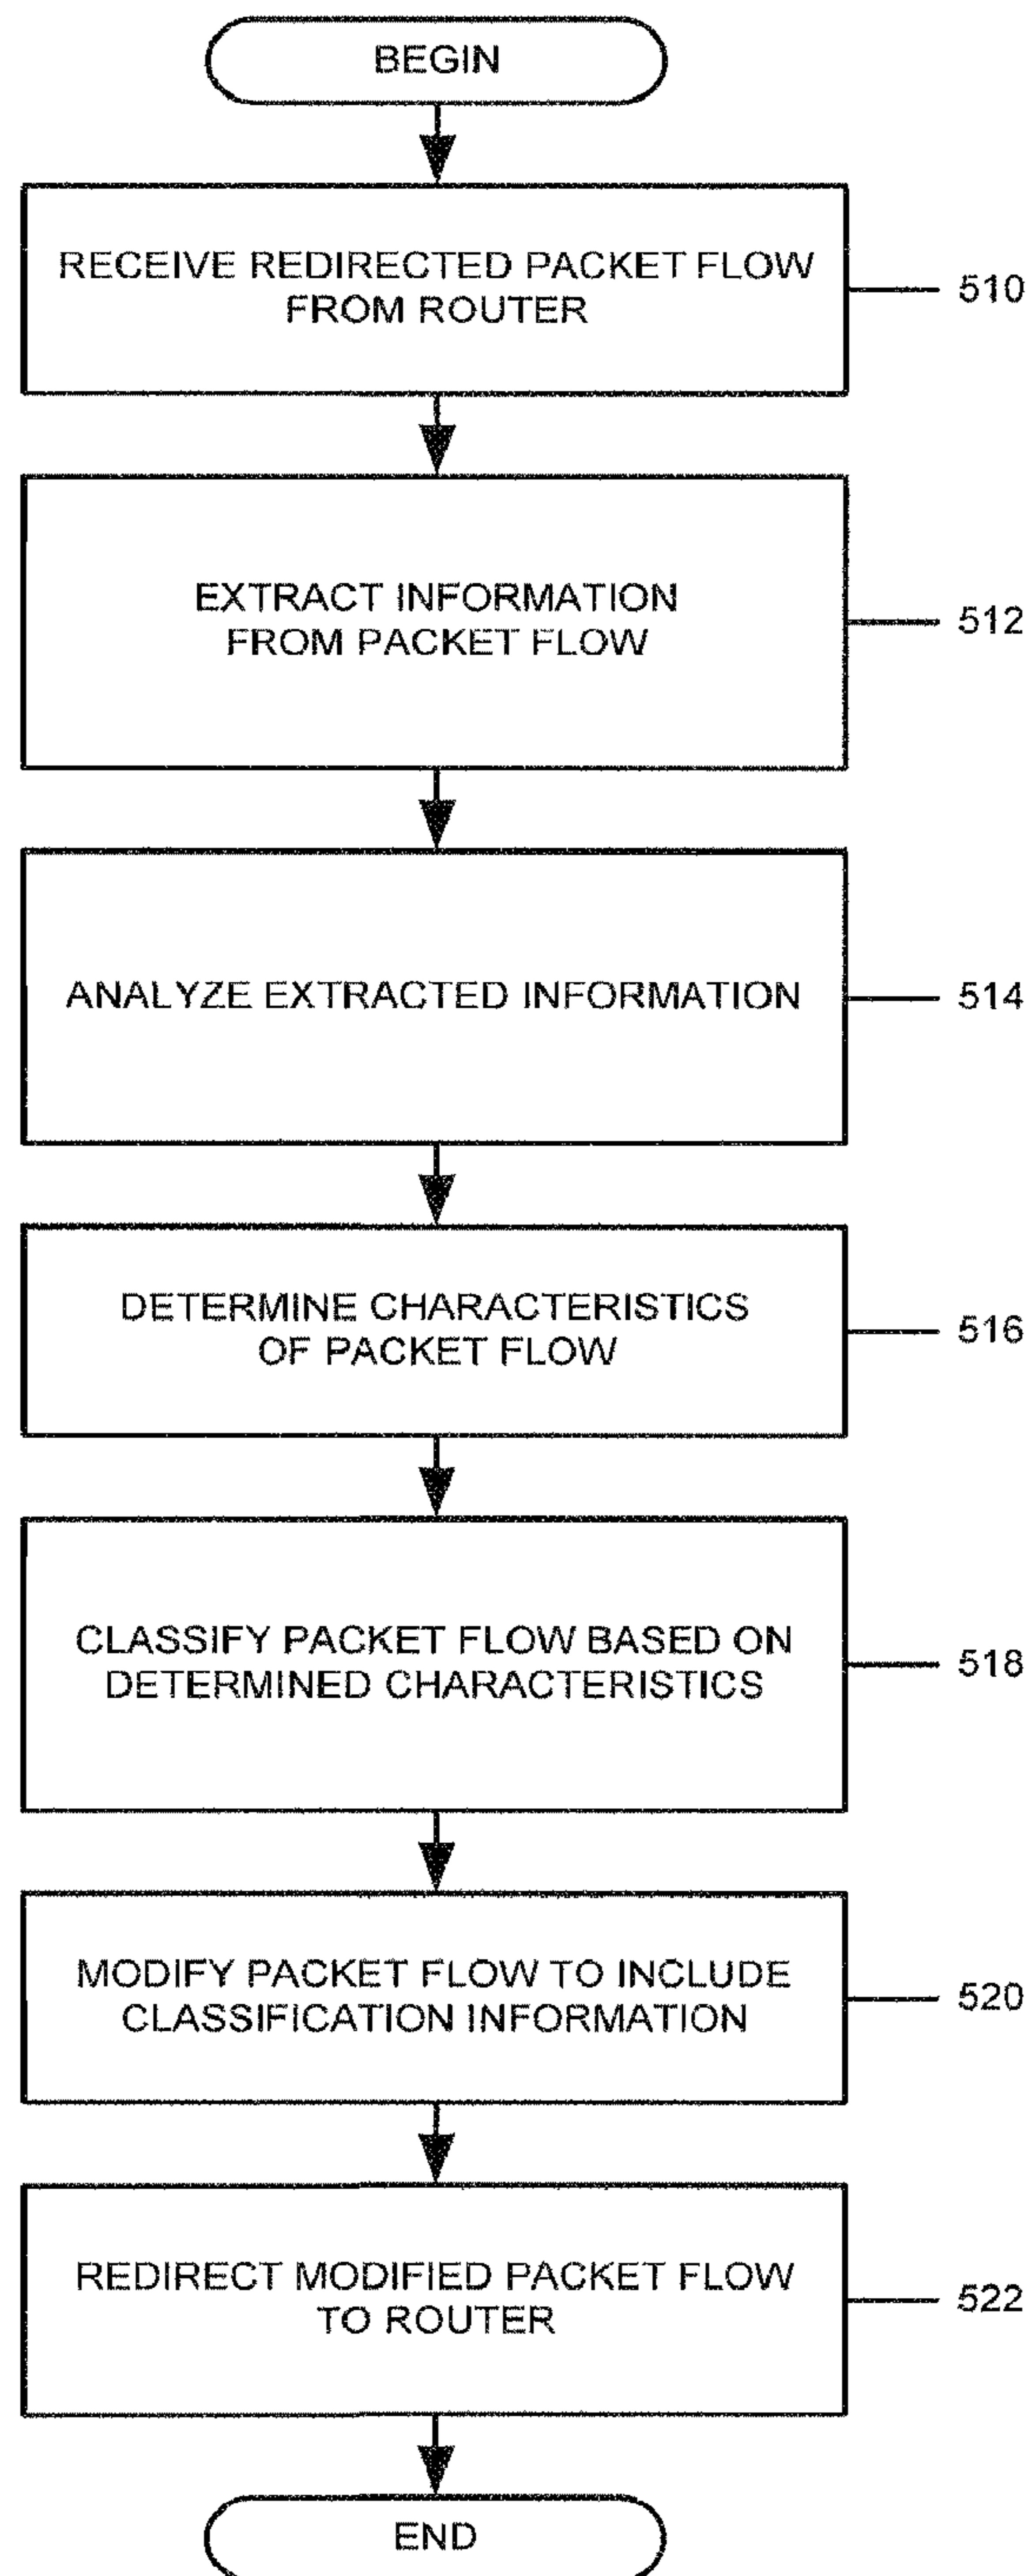 BEGIN
RECEIVE REDIRECTED PACKET FLOW
FROM ROUTER
510
EXTRACT INFORMATION
FROM PACKET FLOW
512
ANALYZE EXTRACTED INFORMATION
514
DETERMINE CHARACTERISTICS
OF PACKET FLOW
516
CLASSIFY PACKET FLOW BASED ON
DETERMINED CHARACTERISTICS
518
MODIFY PACKET FLOW TO INCLUDE
CLASSIFICATION INFORMATION
520
REDIRECT MODIFIED PACKET FLOW
TO ROUTER
522
END